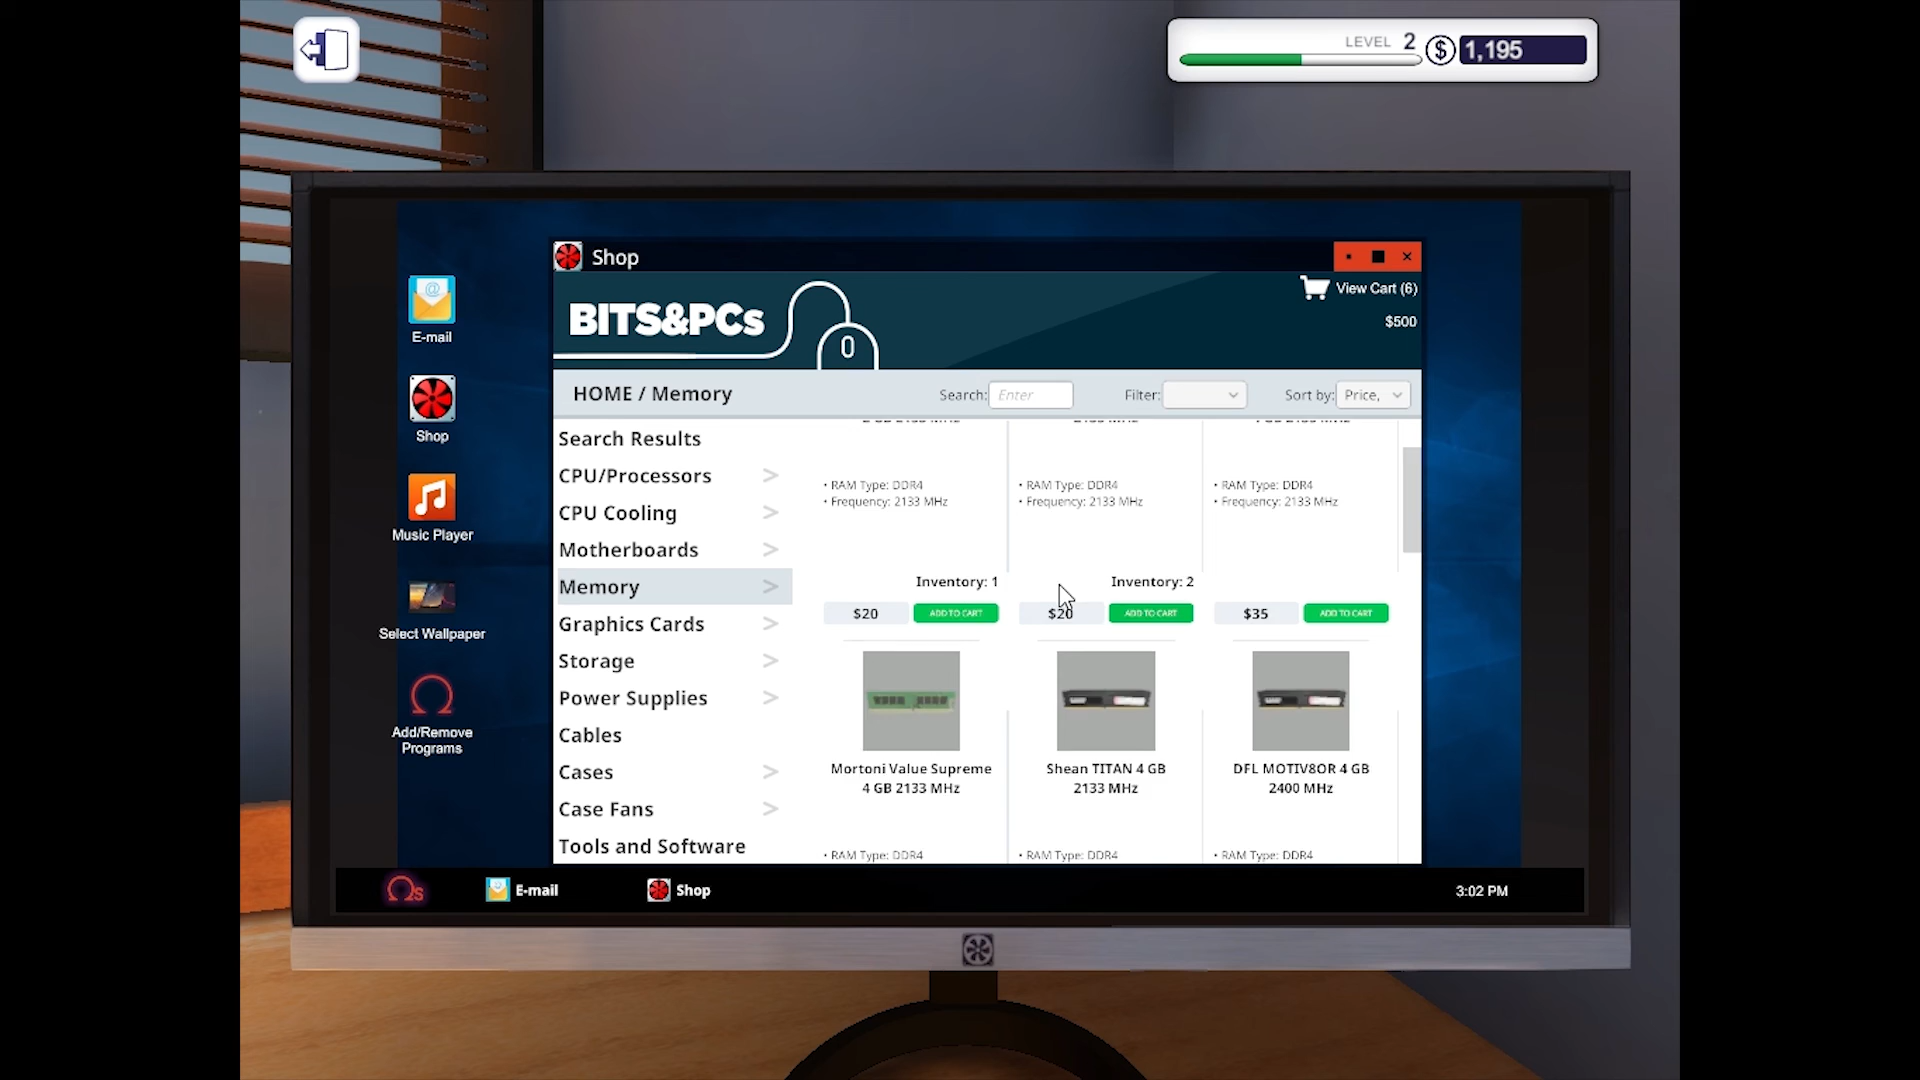 LEVEL 2
$ 1,195
Shop
View Cart (6)
$500
BITS&PCs
HOME / Memory
Search: Enter
Filter:
Sort by: Price,
E-mail
Shop
Music Player
Select Wallpaper
Add/Remove
Programs
Search Results
CPU/Processors >
CPU Cooling >
Motherboards >
Memory >
Graphics Cards >
Storage >
Power Supplies >
Cables
Cases >
Case Fans >
Tools and Software
• RAM Type: DDR4
• Frequency: 2133 MHz
Inventory: 1
$20 ADD TO CART
• RAM Type: DDR4
• Frequency: 2133 MHz
Inventory: 2
$20 ADD TO CART
• RAM Type: DDR4
• Frequency: 2133 MHz
$35 ADD TO CART
Mortoni Value Supreme
4 GB 2133 MHz
• RAM Type: DDR4
Shean TITAN 4 GB
2133 MHz
• RAM Type: DDR4
DFL MOTIV8OR 4 GB
2400 MHz
• RAM Type: DDR4
Ωs
E-mail
Shop
3:02 PM